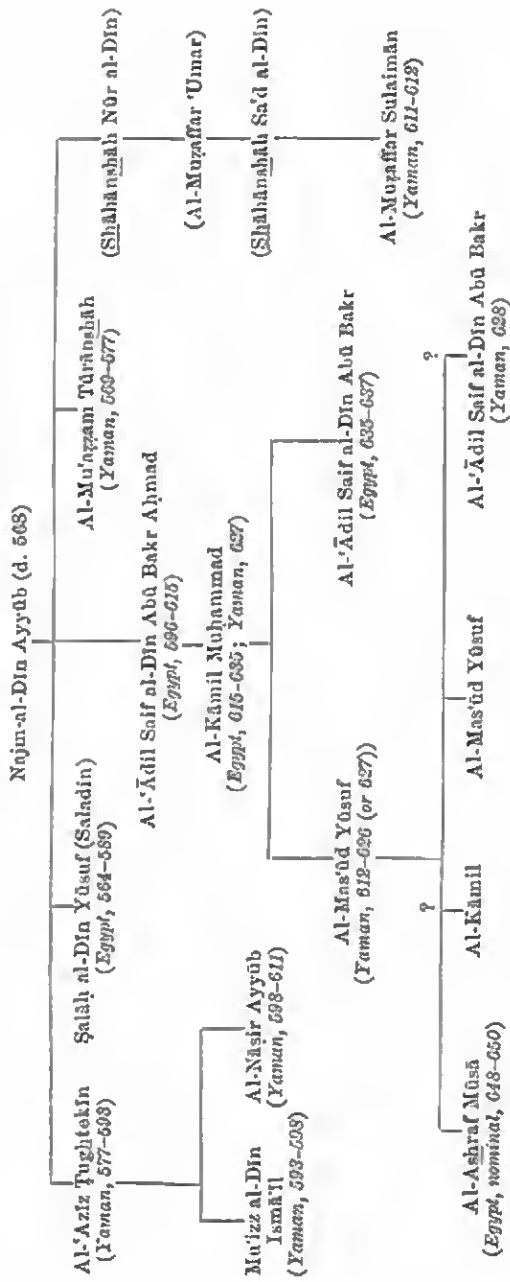 Najm-al-Dīn Ayyūb (d. 568)
Al-'Azīz Ṭughtekīn
(Yaman, 577–593)
Ṣalāḥ al-Dīn Yūsuf (Saladin)
(Egypt, 564–589)
Al-'Ādil Saif al-Dīn Abū Bakr Aḥmad
(Egypt, 596–615)
Al-Mu'aẓẓam Tūrānshāh
(Yaman, 569–577)
(Shāhānshāh Nūr al-Dīn)
Mu'izz al-Dīn
Ismā'īl
(Yaman, 593–598)
Al-Nāṣir Ayyūb
(Yaman, 598–611)
Al-Kāmil Muḥammad
(Egypt, 615–635; Yaman, 627)
(Al-Muẓaffar 'Umar)
(Shāhānshāh Sa'd al-Dīn)
Al-Mas'ūd Yūsuf
(Yaman, 612–626 (or 627))
Al-'Ādil Saif al-Dīn Abū Bakr
(Egypt, 635–637)
Al-Muẓaffar Sulaimān
(Yaman, 611–612)
?
?
Al-Ashraf Mūsā
(Egypt, nominal, 648–650)
Al-Kāmil
Al-Mas'ūd Yūsuf
Al-'Ādil Saif al-Dīn Abū Bakr
(Yaman, 628)